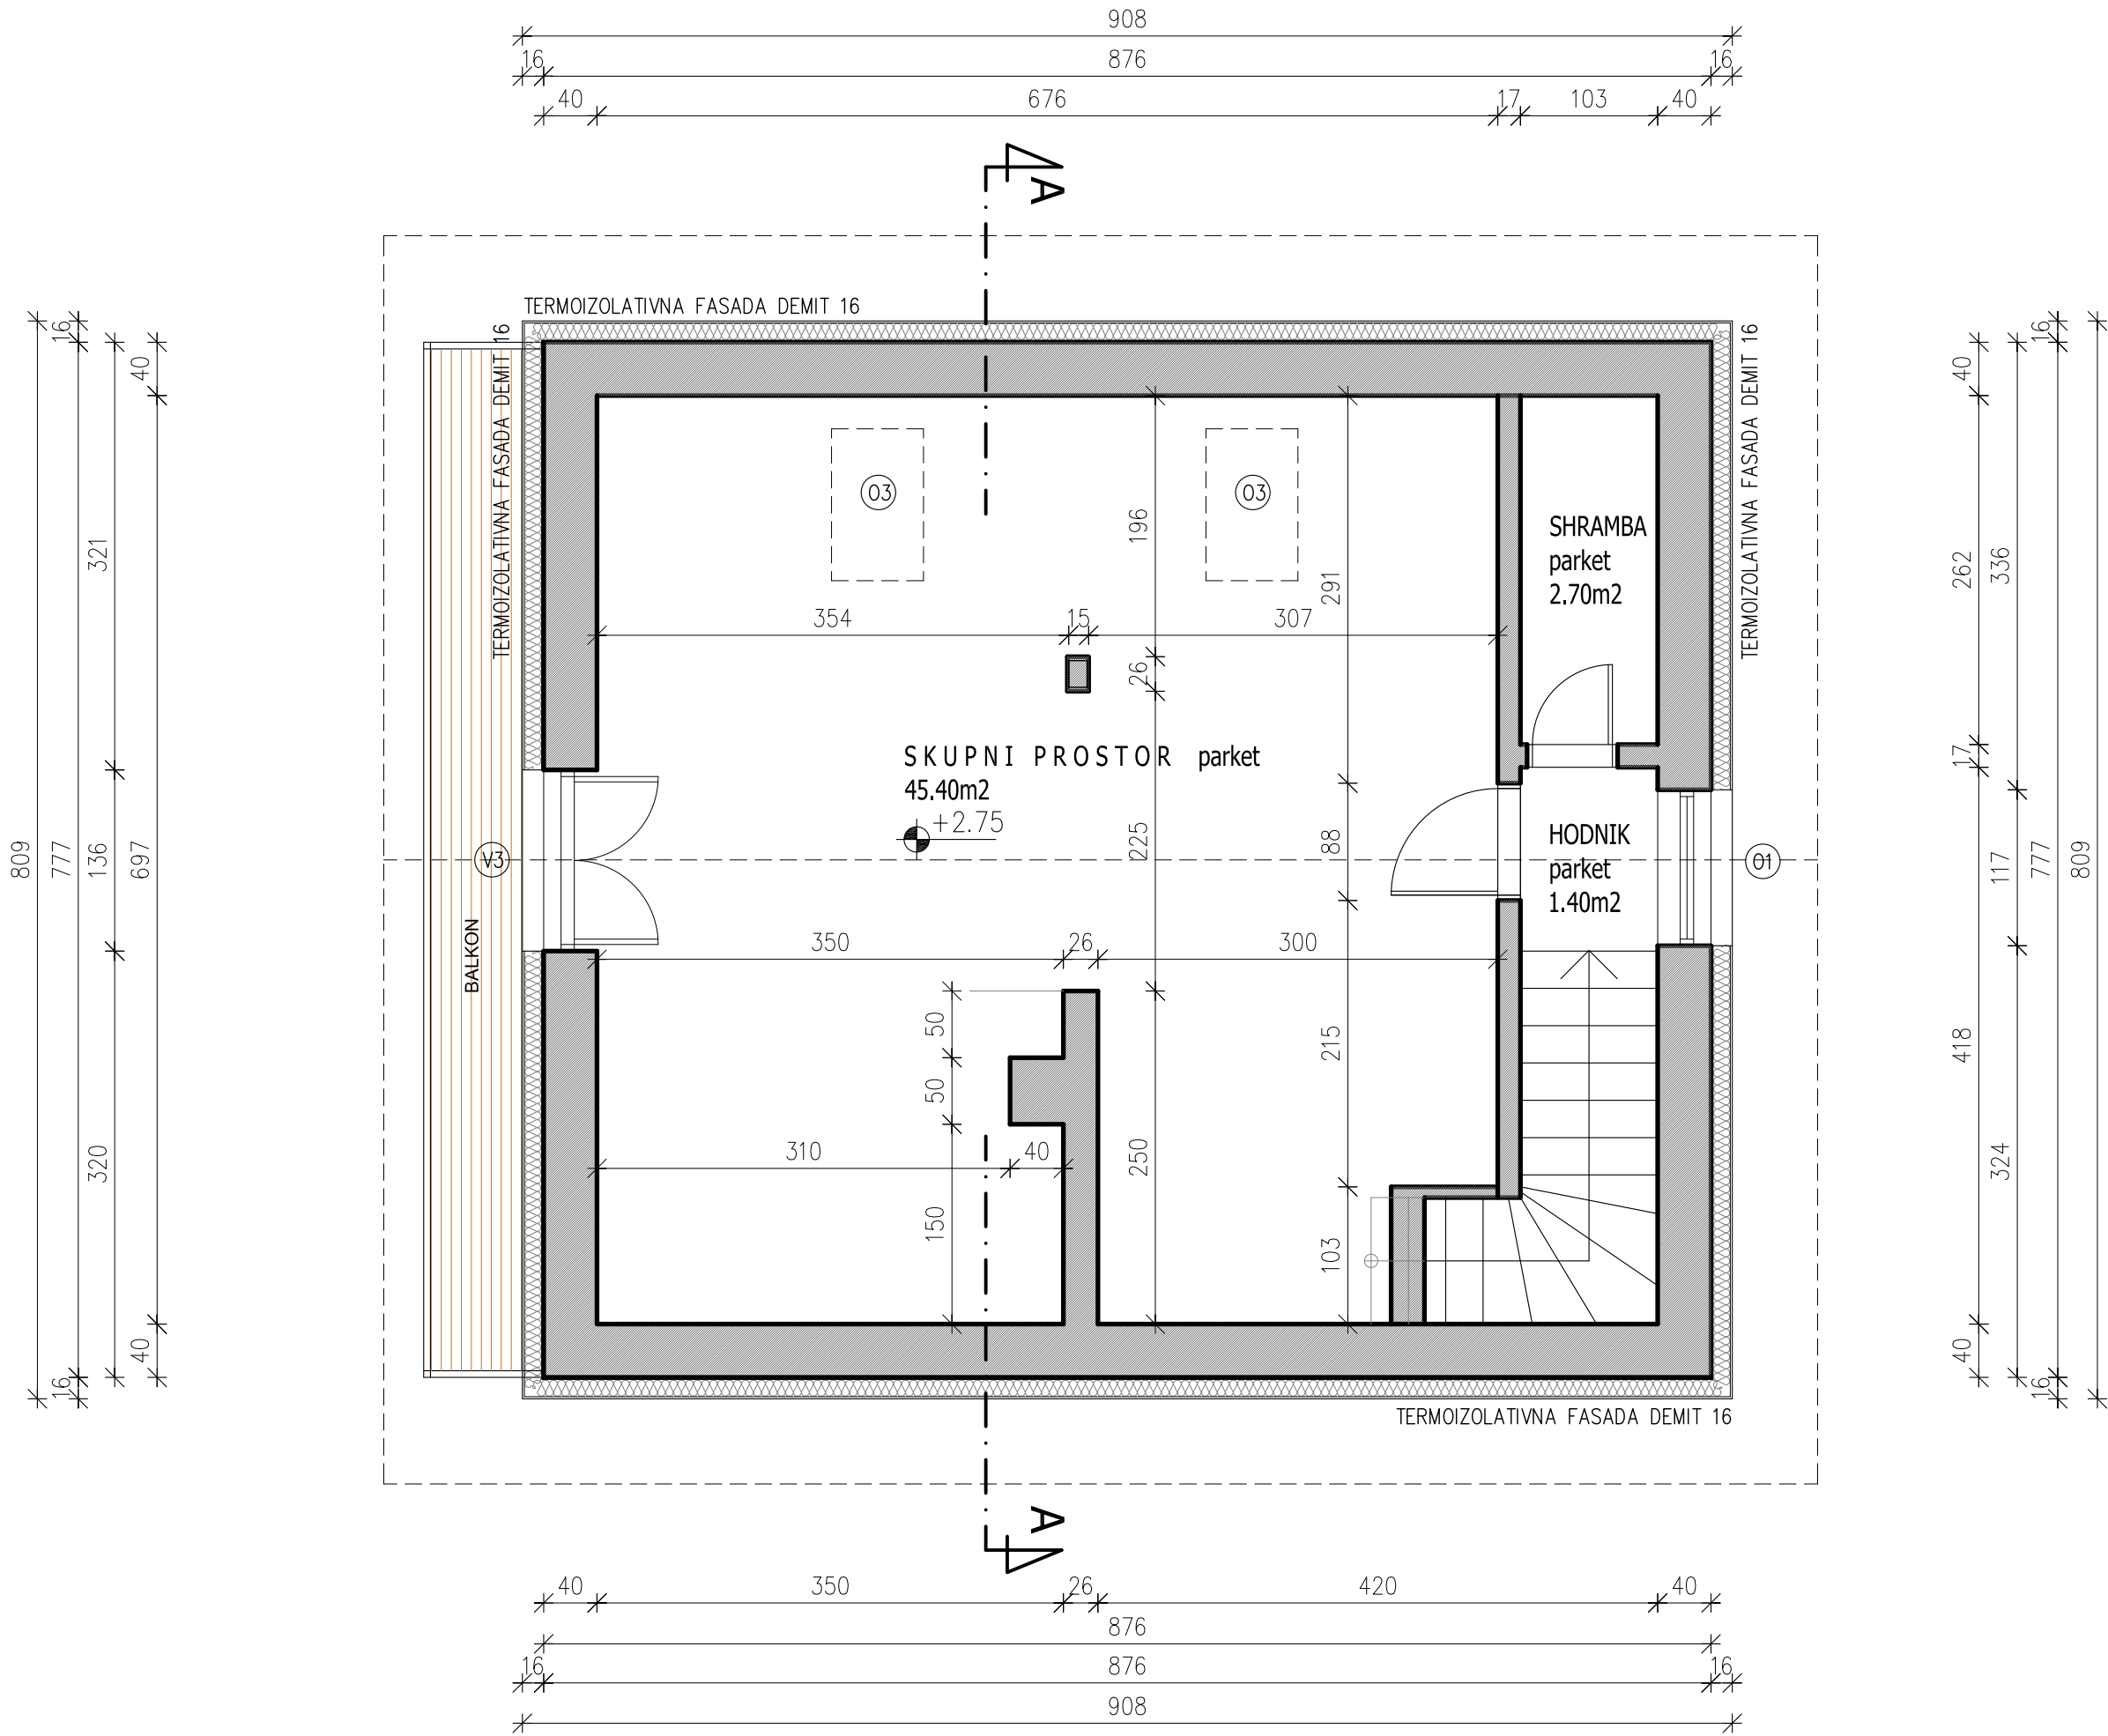 908
16 876 16
40 676 17 103 40
A
TERMOIZOLATIVNA FASADA DEMIT 16
TERMOIZOLATIVNA FASADA DEMIT 16
TERMOIZOLATIVNA FASADA DEMIT 16
809
16
777
16
321
136
320
40
697
40
03
03
196
26
225
250
291
88
215
103
354 15 307
SHRAMBA
parket
2.70m2
SKUPNI PROSTOR parket
45.40m2
+2.75
HODNIK
parket
1.40m2
V3
01
BALKON
350 26 300
50
50
150
310 40
40
262
17
418
40
336
117
324
16
777
16
809
TERMOIZOLATIVNA FASADA DEMIT 16
A
40 350 26 420 40
876
16 876 16
908